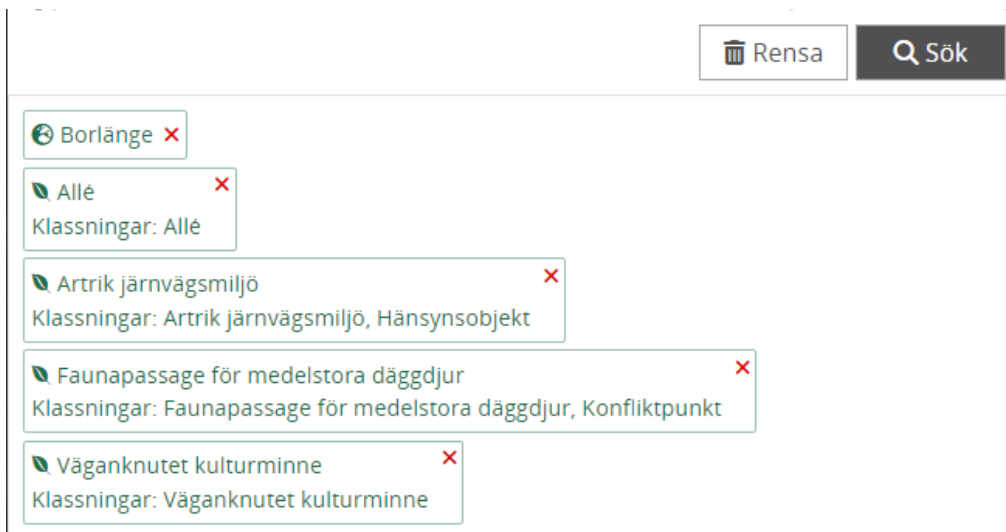 Rensa
Sök
Borlänge
Allé
Klassningar: Allé
Artrik järnvägsmiljö
Klassningar: Artrik järnvägsmiljö, Hänsynsobjekt
Faunapassage för medelstora däggdjur
Klassningar: Faunapassage för medelstora däggdjur, Konfliktpunkt
Väganknutet kulturminne
Klassningar: Väganknutet kulturminne